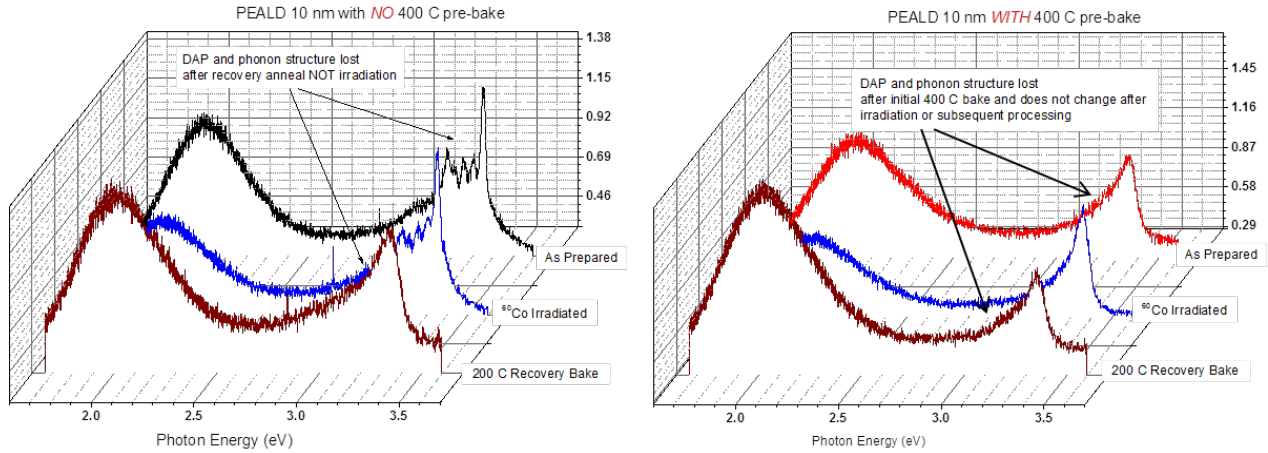 PEALD 10 nm with NO 400 C pre-bake
DAP and phonon structure lost
after recovery anneal NOT irradiation
1.38
1.15
0.92
0.69
0.46
As Prepared
60Co Irradiated
200 C Recovery Bake
2.0 2.5 3.0 3.5
Photon Energy (eV)
PEALD 10 nm WITH 400 C pre-bake
DAP and phonon structure lost
after initial 400 C bake and does not change after
irradiation or subsequent processing
1.45
1.16
0.87
0.58
0.29
As Prepared
60Co Irradiated
200 C Recovery Bake
2.0 2.5 3.0 3.5
Photon Energy (eV)